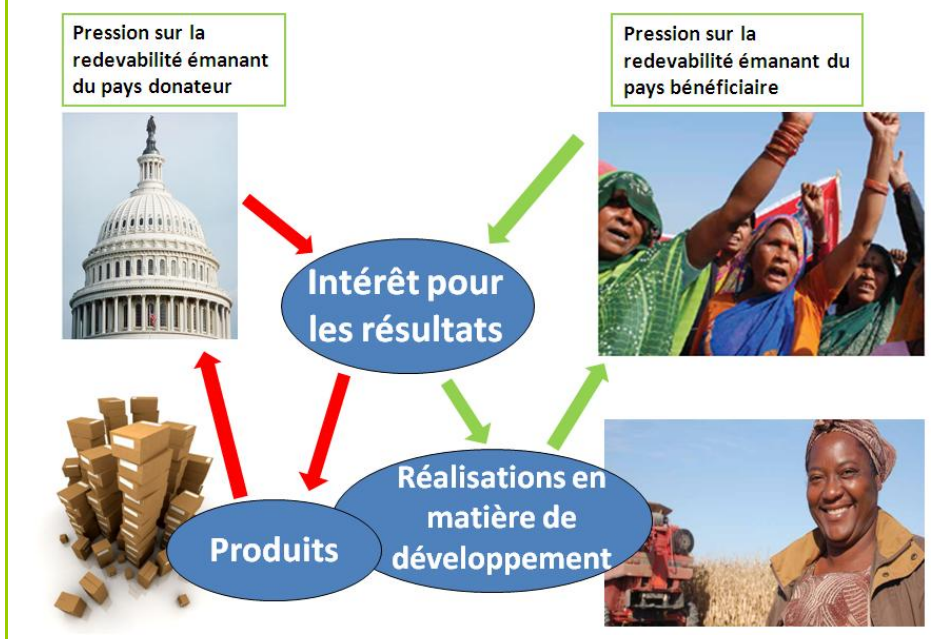 Pression sur la
redevabilité émanant
du pays donateur
Pression sur la
redevabilité émanant du
pays bénéficiaire
Intérêt pour
les résultats
Réalisations en
matière de
développement
Produits